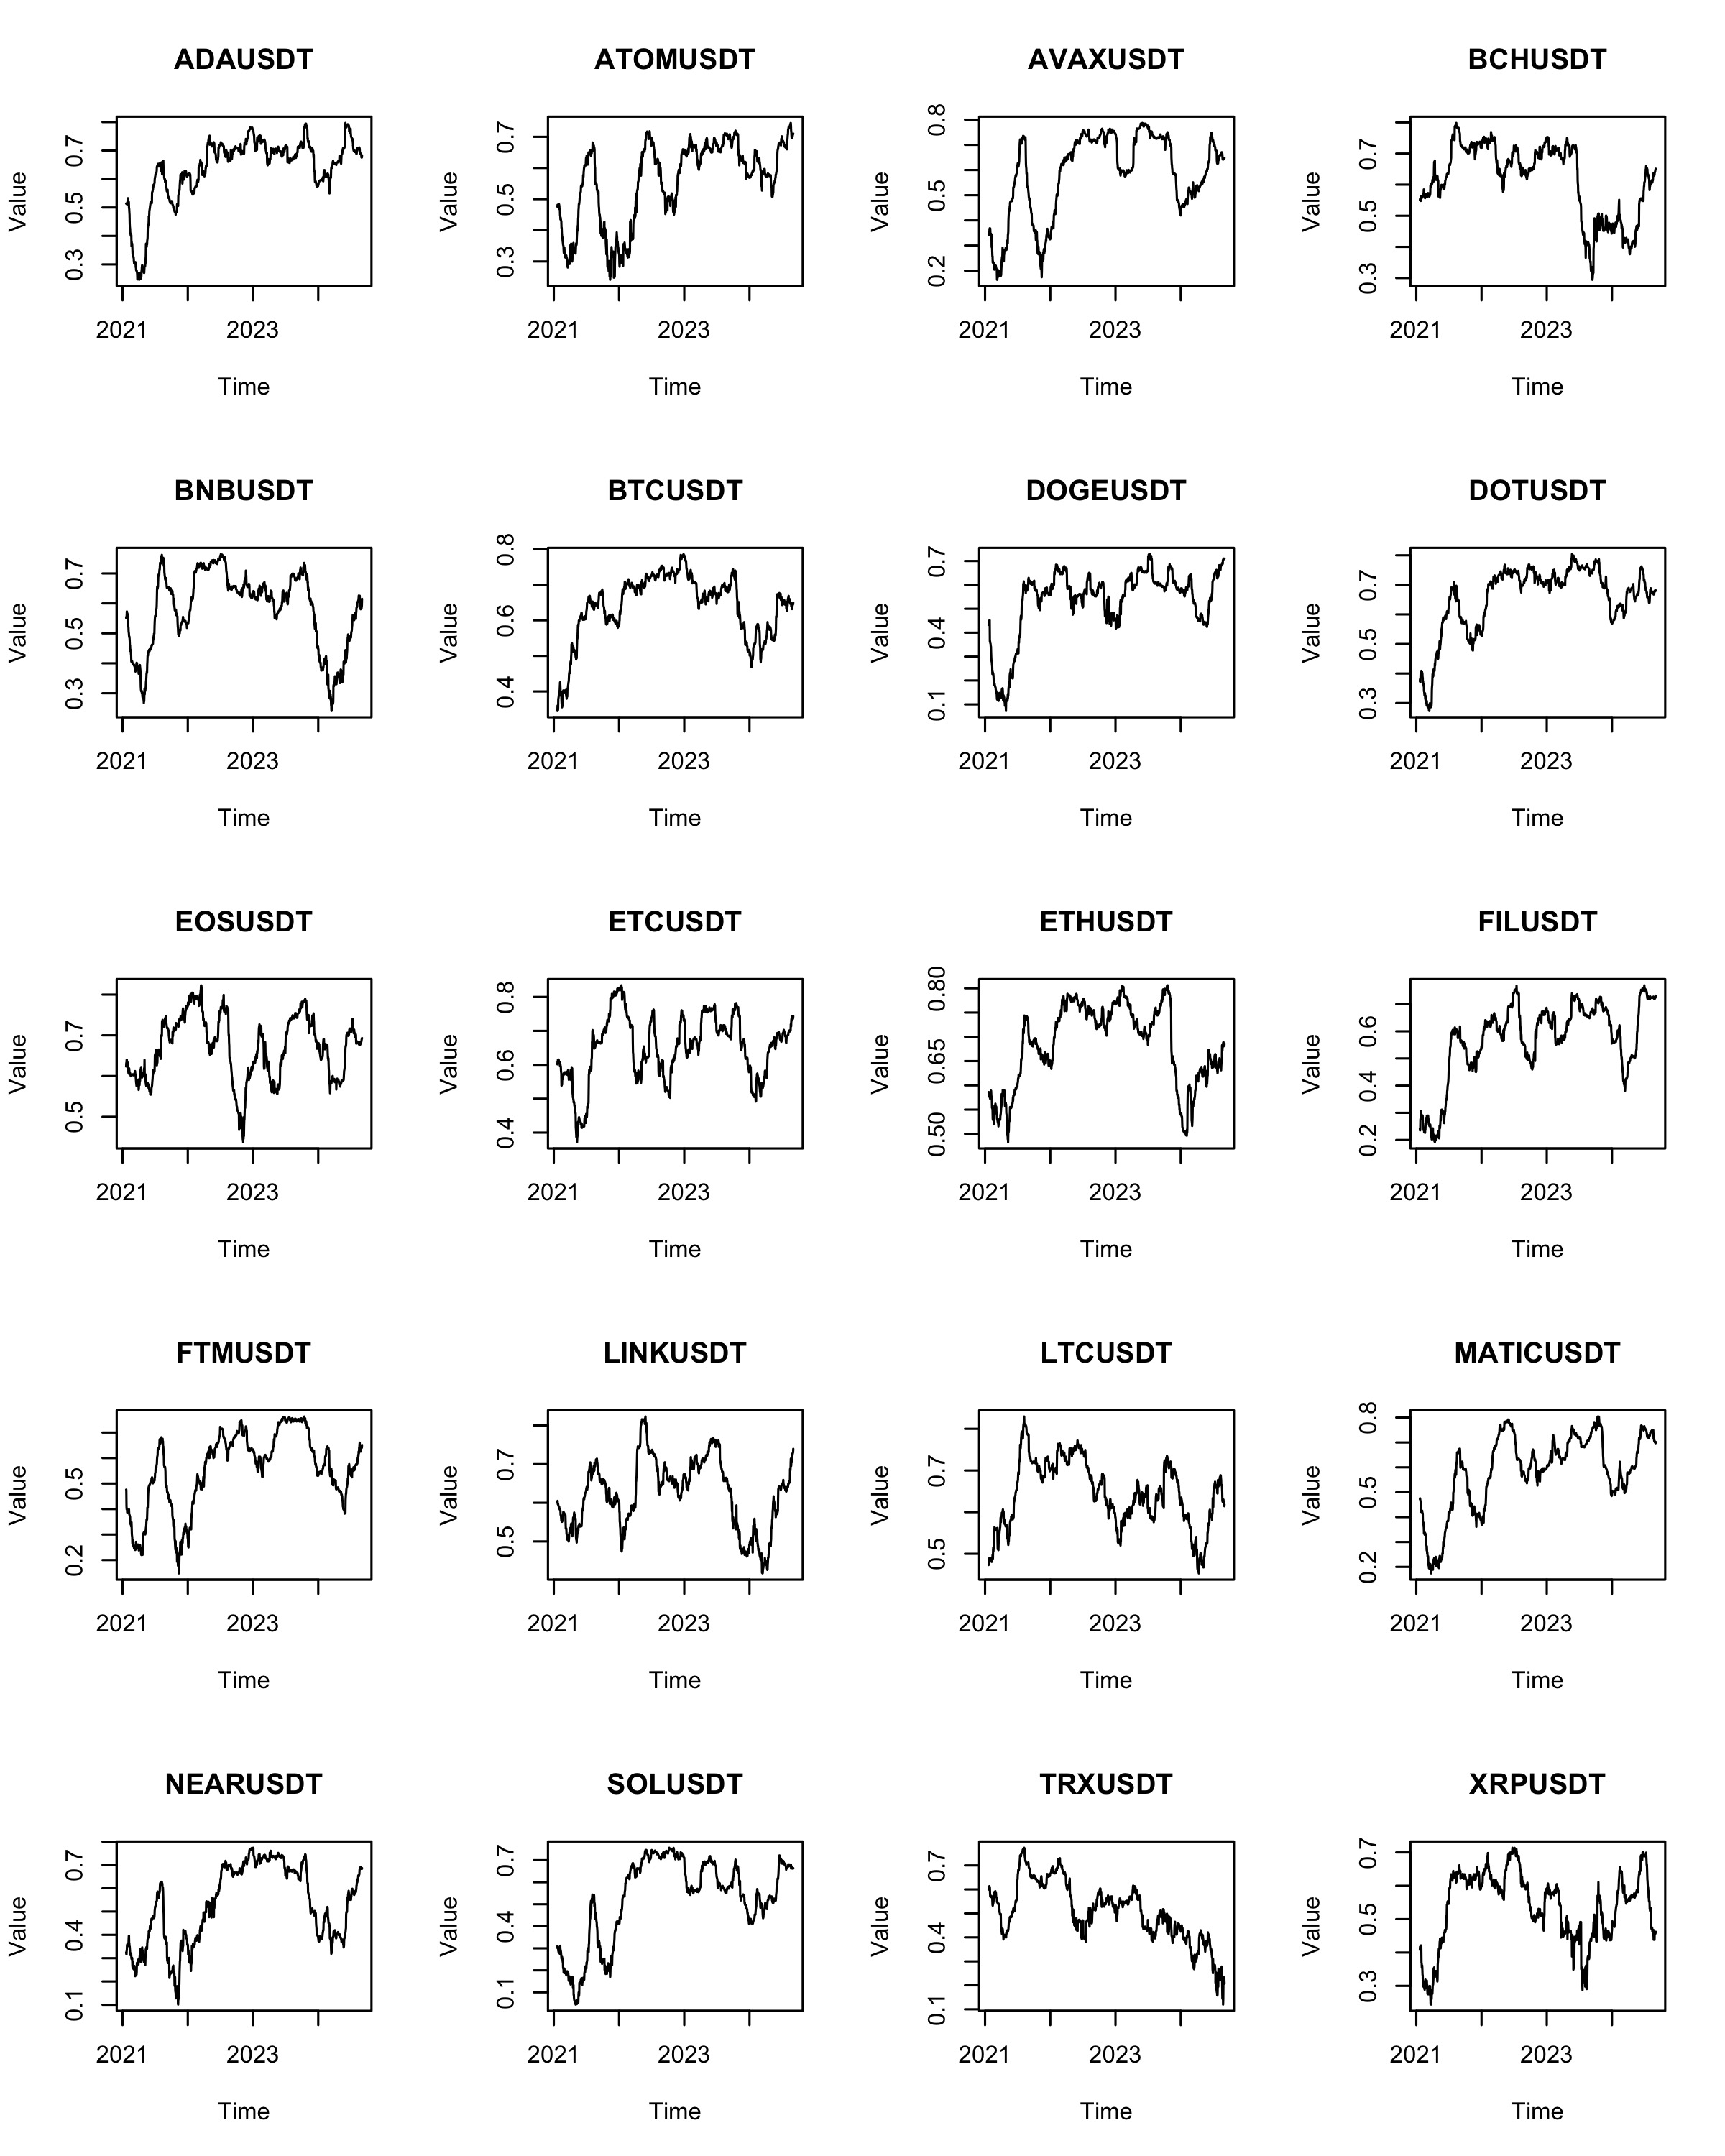 ADAUSDT ATOMUSDT AVAXUSDT BCHUSDT
Value 0.3 0.5 0.7 Value 0.3 0.5 0.7 Value 0.2 0.5 0.8 Value 0.3 0.5 0.7
2021 2023 2021 2023 2021 2023 2021 2023
Time Time Time Time
BNBUSDT BTCUSDT DOGEUSDT DOTUSDT
Value 0.3 0.5 0.7 Value 0.4 0.6 0.8 Value 0.1 0.4 0.7 Value 0.3 0.5 0.7
2021 2023 2021 2023 2021 2023 2021 2023
Time Time Time Time
EOSUSDT ETCUSDT ETHUSDT FILUSDT
Value 0.5 0.7 Value 0.4 0.6 0.8 Value 0.50 0.65 0.80 Value 0.2 0.4 0.6
2021 2023 2021 2023 2021 2023 2021 2023
Time Time Time Time
FTMUSDT LINKUSDT LTCUSDT MATICUSDT
Value 0.2 0.5 Value 0.5 0.7 Value 0.5 0.7 Value 0.2 0.5 0.8
2021 2023 2021 2023 2021 2023 2021 2023
Time Time Time Time
NEARUSDT SOLUSDT TRXUSDT XRPUSDT
Value 0.1 0.4 0.7 Value 0.1 0.4 0.7 Value 0.1 0.4 0.7 Value 0.3 0.5 0.7
2021 2023 2021 2023 2021 2023 2021 2023
Time Time Time Time